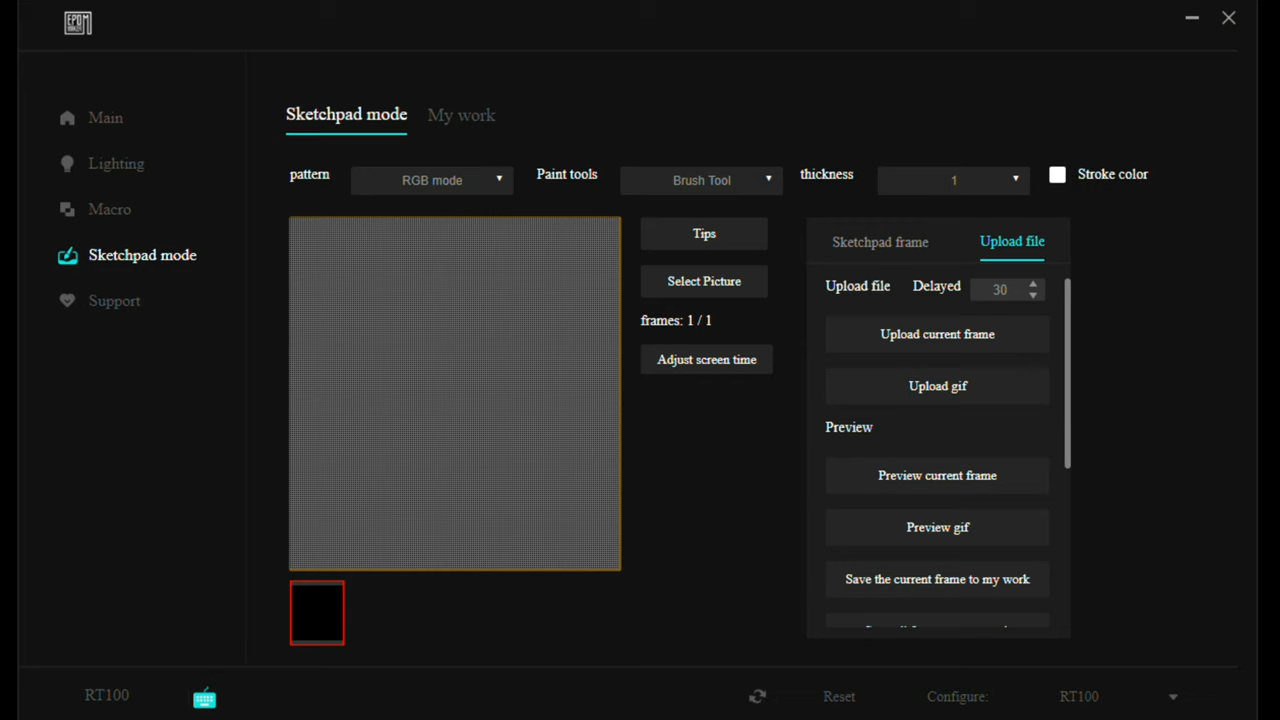 EPOMAKER
Main
Lighting
Macro
Sketchpad mode
Support
Sketchpad mode My work
pattern RGB mode Paint tools Brush Tool thickness 1 Stroke color
Tips
Select Picture
frames: 1 / 1
Adjust screen time
Sketchpad frame Upload file
Upload file Delayed 30
Upload current frame
Upload gif
Preview
Preview current frame
Preview gif
Save the current frame to my work
RT100 Reset Configure: RT100